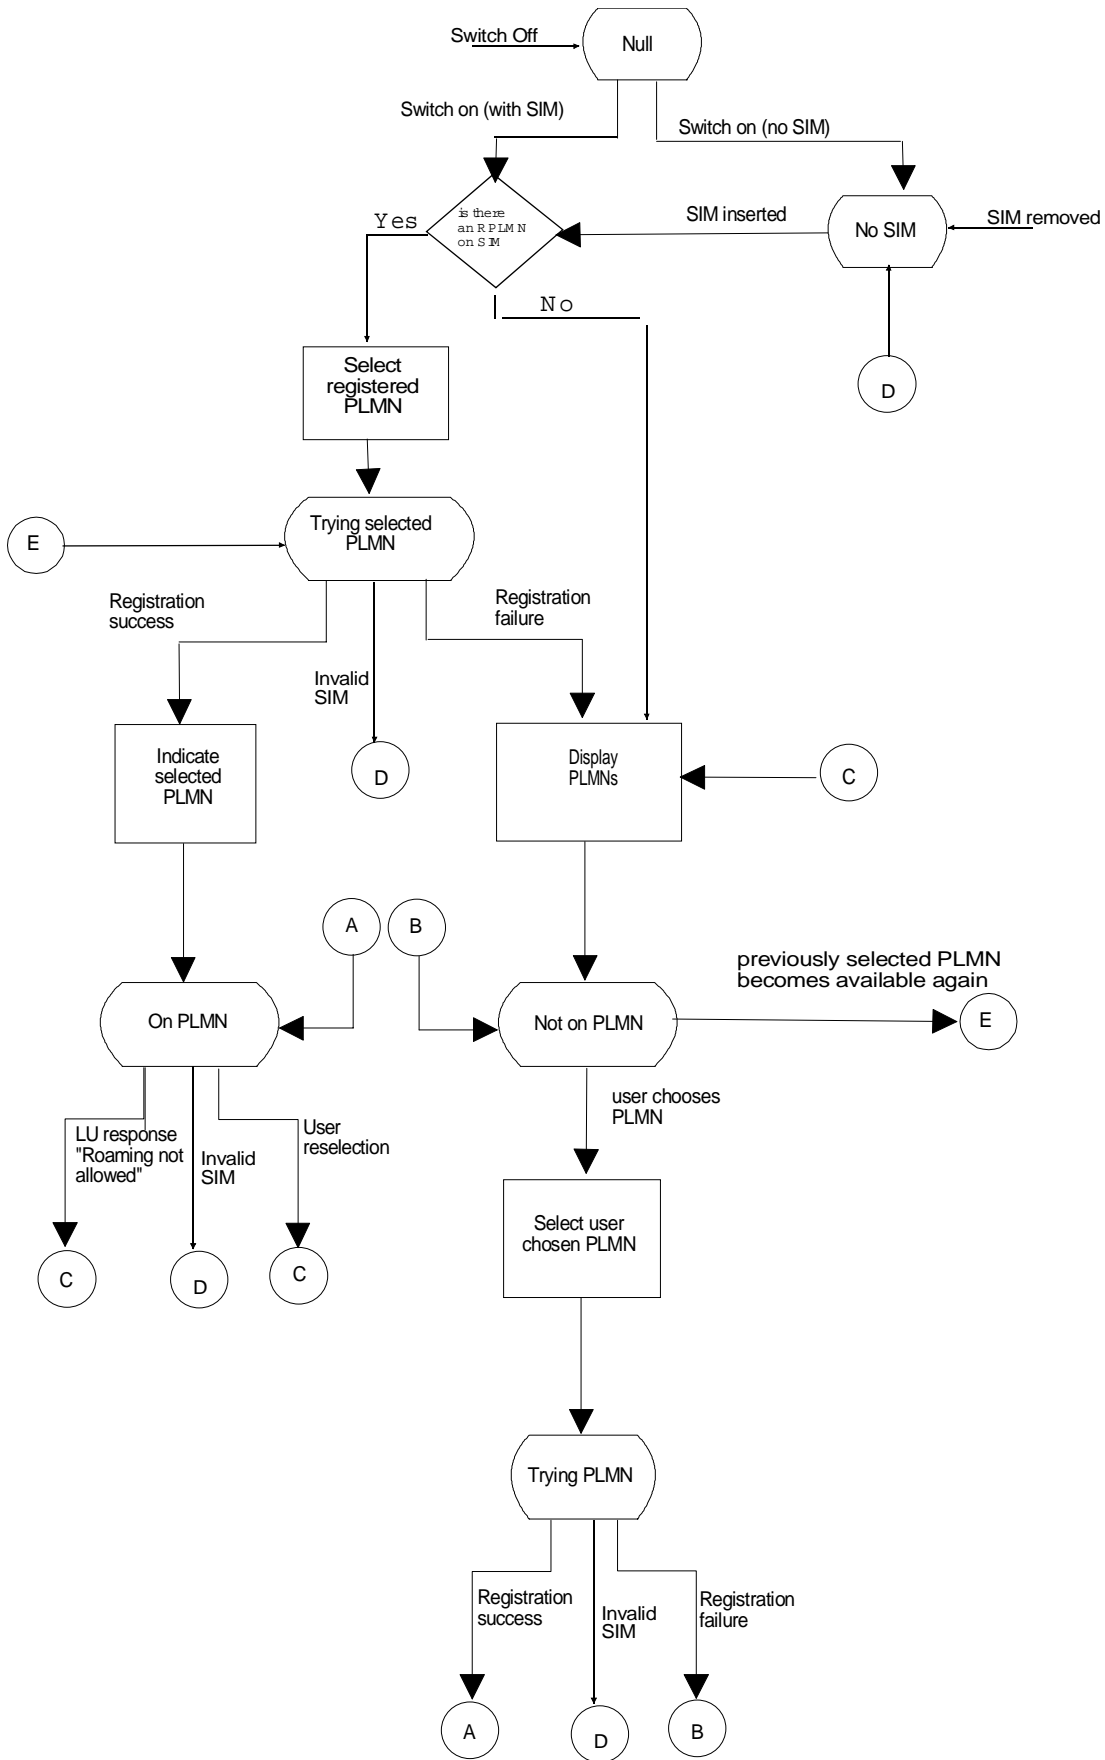 Switch Off
Null
Switch on (with SIM)
Switch on (no SIM)
Yes
is there
an RPLMN
on SIM
SIM inserted
No SIM
SIM removed
No
D
Select
registered
PLMN
Trying selected
PLMN
E
Registration
success
Registration
failure
Invalid
SIM
Indicate
selected
PLMN
D
Display
PLMNs
C
A
B
previously selected PLMN
becomes available again
On PLMN
Not on PLMN
E
LU response
"Roaming not
allowed"
Invalid
SIM
User
reselection
user chooses
PLMN
C
D
C
Select user
chosen PLMN
Trying PLMN
Registration
success
Invalid
SIM
Registration
failure
A
D
B